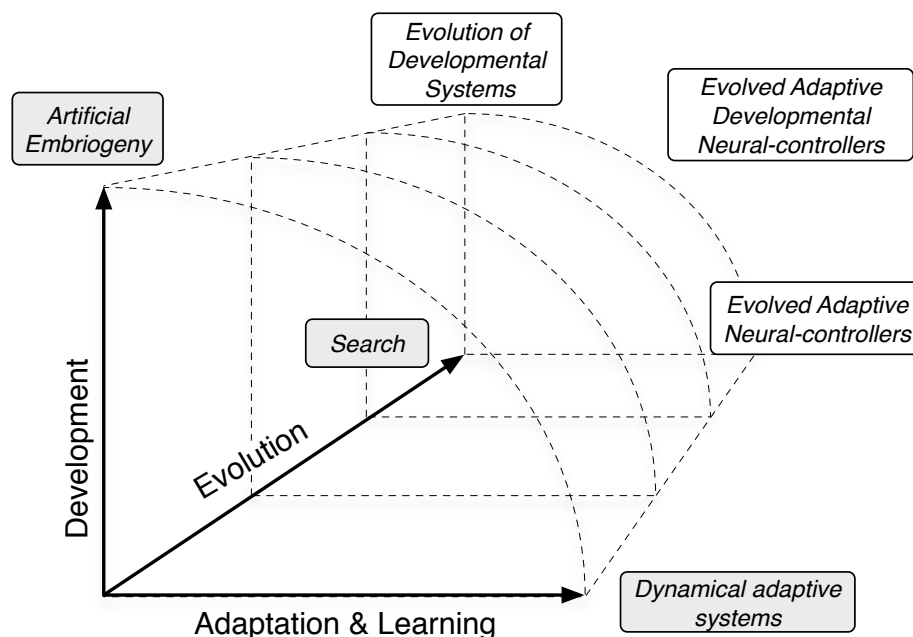 Evolution of
Developmental
Systems
Evolved Adaptive
Developmental
Neural-controllers
Artificial
Embriogeny
Search
Evolved Adaptive
Neural-controllers
Development
Evolution
Dynamical adaptive
systems
Adaptation & Learning